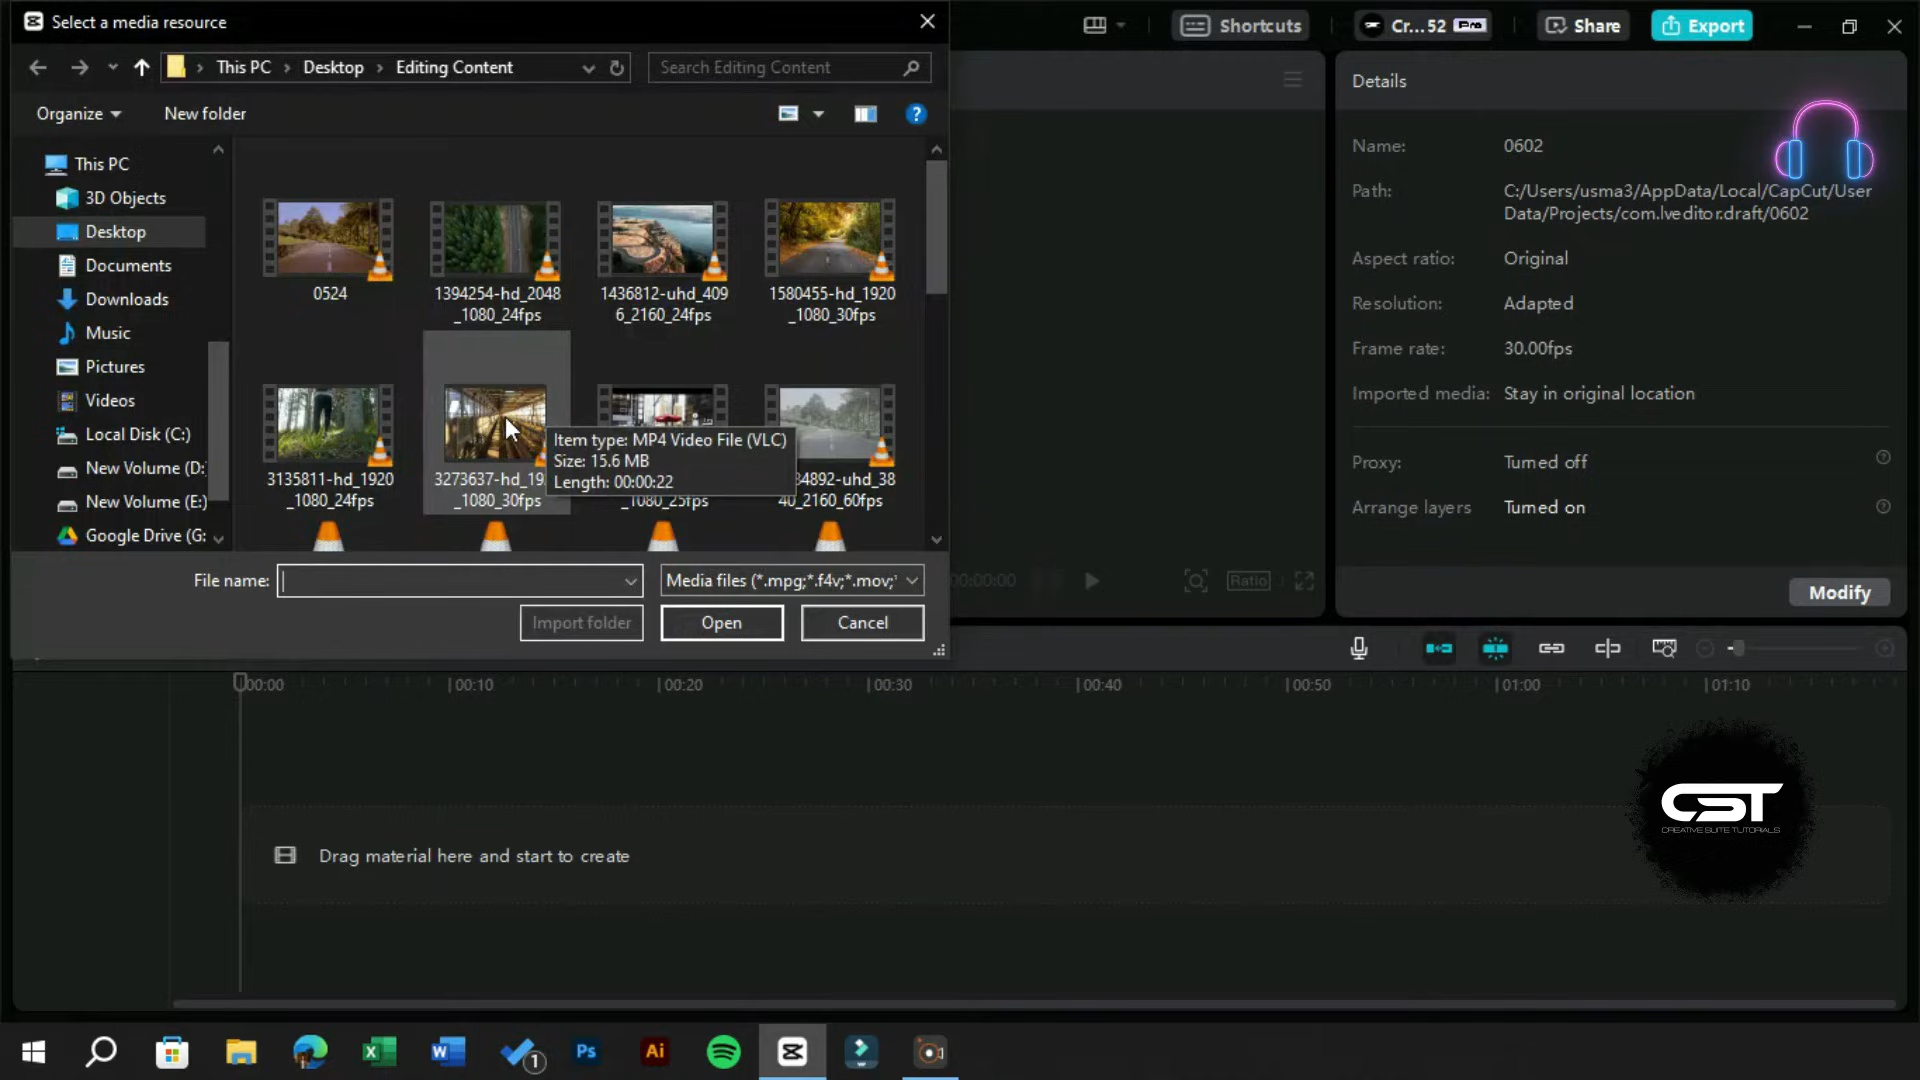 Select a media resource
Shortcuts
Cr...52 Pro
Share
Export
This PC > Desktop > Editing Content
Search Editing Content
Organize
New folder
Details
This PC
3D Objects
Desktop
Documents
Downloads
Music
Pictures
Videos
Local Disk (C:)
New Volume (D:
New Volume (E:)
Google Drive (G:
0524
1394254-hd_2048
_1080_24fps
1436812-uhd_409
6_2160_24fps
1580455-hd_1920
_1080_30fps
3135811-hd_1920
_1080_24fps
3273637-hd_19
_1080_30fps
_1080_25fps
34892-uhd_38
40_2160_60fps
Item type: MP4 Video File (VLC)
Size: 15.6 MB
Length: 00:00:22
File name:
Media files (*.mpg;*.f4v;*.mov;
Import folder
Open
Cancel
Name: 0602
Path: C:/Users/usma3/AppData/Local/CapCut/User
Data/Projects/com.lveditor.draft/0602
Aspect ratio: Original
Resolution: Adapted
Frame rate: 30.00fps
Imported media: Stay in original location
Proxy: Turned off
Arrange layers Turned on
Modify
00:00:00
Ratio
00:00
00:10
00:20
00:30
00:40
00:50
01:00
01:10
Drag material here and start to create
CST
CREATIVE SUITE TUTORIALS
X
W
1
Ps
Ai